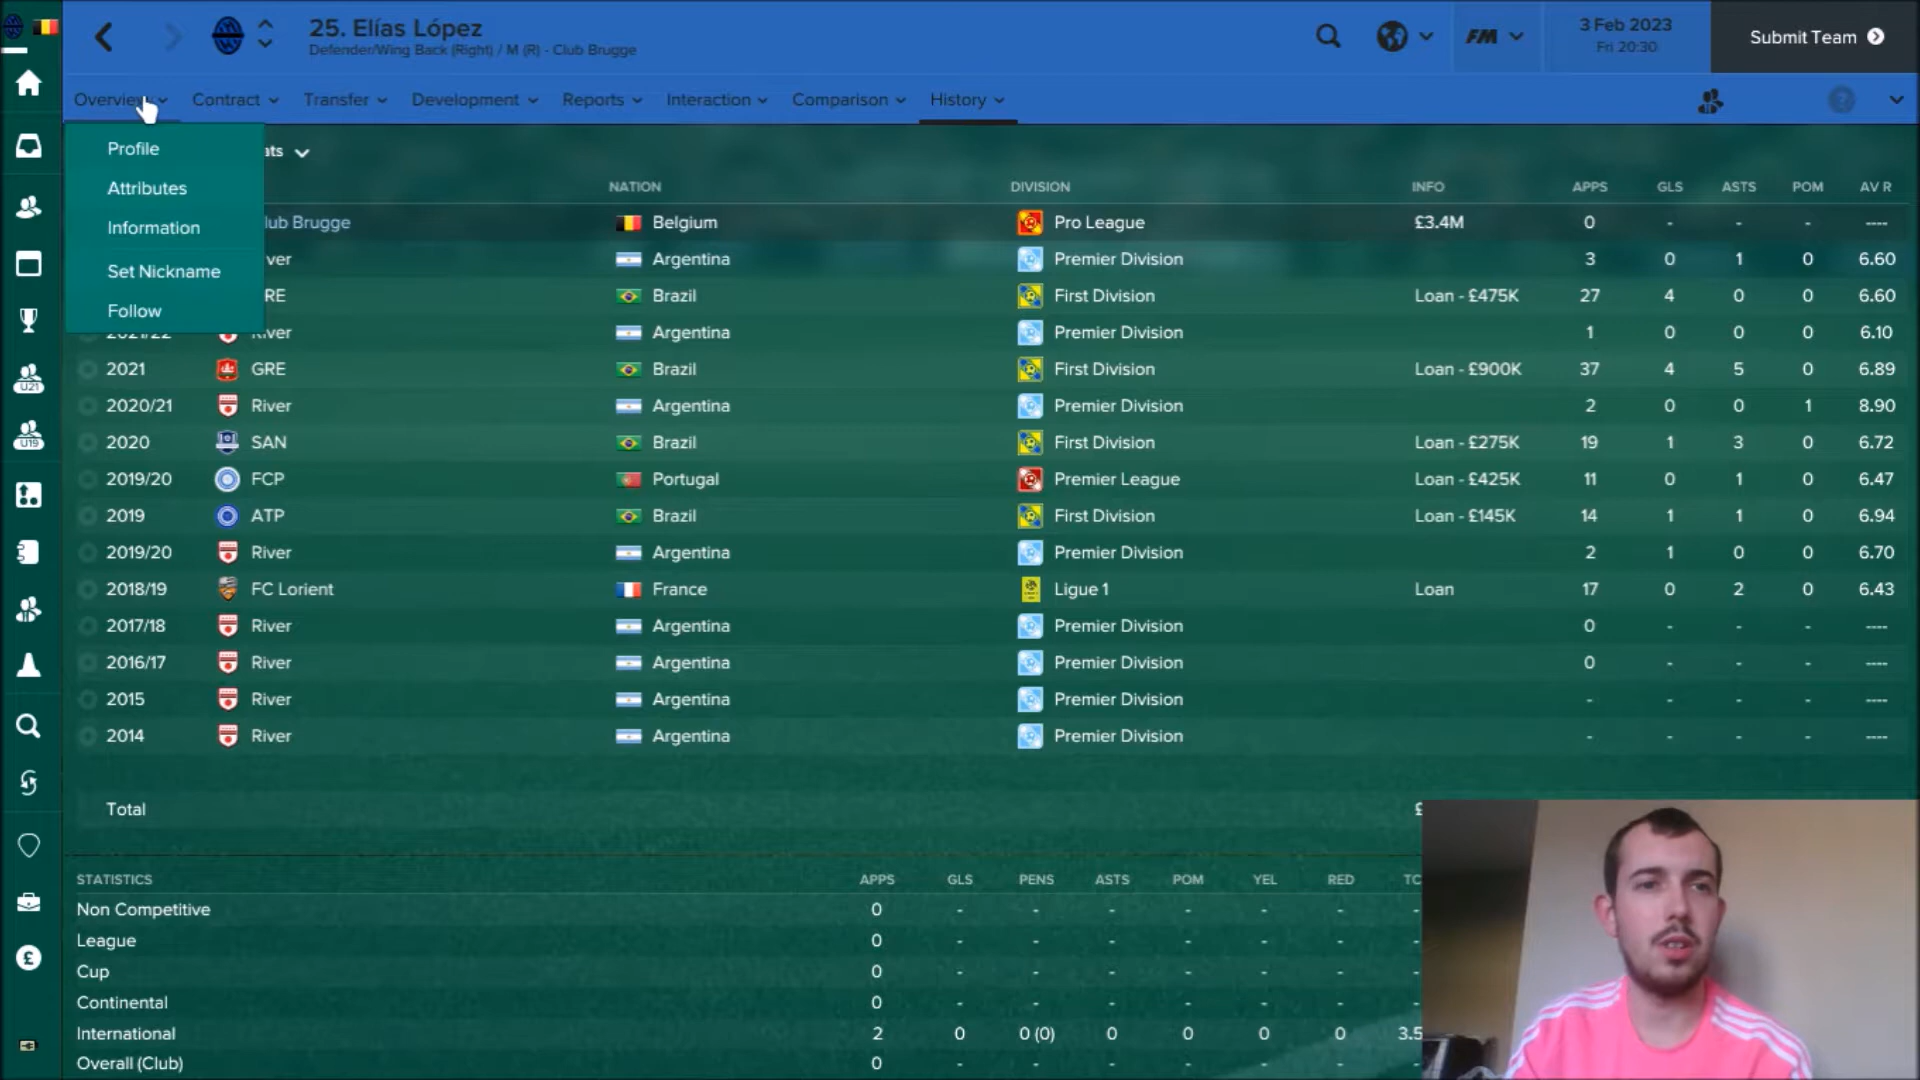 25. Elías López
Defender/Wing Back (Right) / M (R) - Club Brugge
FM
3 Feb 2023
Fri 20:30
Submit Team
Overview Contract Transfer Development Reports Interaction Comparison History
Profile
Attributes
Information
Set Nickname
Follow
ats
NATION DIVISION INFO APPS GLS ASTS POM AV R
lub Brugge Belgium Pro League £3.4M 0 - - - ----
ver Argentina Premier Division 3 0 1 0 6.60
RE Brazil First Division Loan - £475K 27 4 0 0 6.60
2021/22 River Argentina Premier Division 1 0 0 0 6.10
2021 GRE Brazil First Division Loan - £900K 37 4 5 0 6.89
2020/21 River Argentina Premier Division 2 0 0 1 8.90
2020 SAN Brazil First Division Loan - £275K 19 1 3 0 6.72
2019/20 FCP Portugal Premier League Loan - £425K 11 0 1 0 6.47
2019 ATP Brazil First Division Loan - £145K 14 1 1 0 6.94
2019/20 River Argentina Premier Division 2 1 0 0 6.70
2018/19 FC Lorient France Ligue 1 Loan 17 0 2 0 6.43
2017/18 River Argentina Premier Division 0 - - - ----
2016/17 River Argentina Premier Division 0 - - - ----
2015 River Argentina Premier Division - - - - ----
2014 River Argentina Premier Division - - - - ----
Total £
STATISTICS APPS GLS PENS ASTS POM YEL RED TC
Non Competitive 0 - - - - - - -
League 0 - - - - - - -
Cup 0 - - - - - - -
Continental 0 - - - - - - -
International 2 0 0 (0) 0 0 0 0 3.5
Overall (Club) 0 - - - - - - -
U21
U19